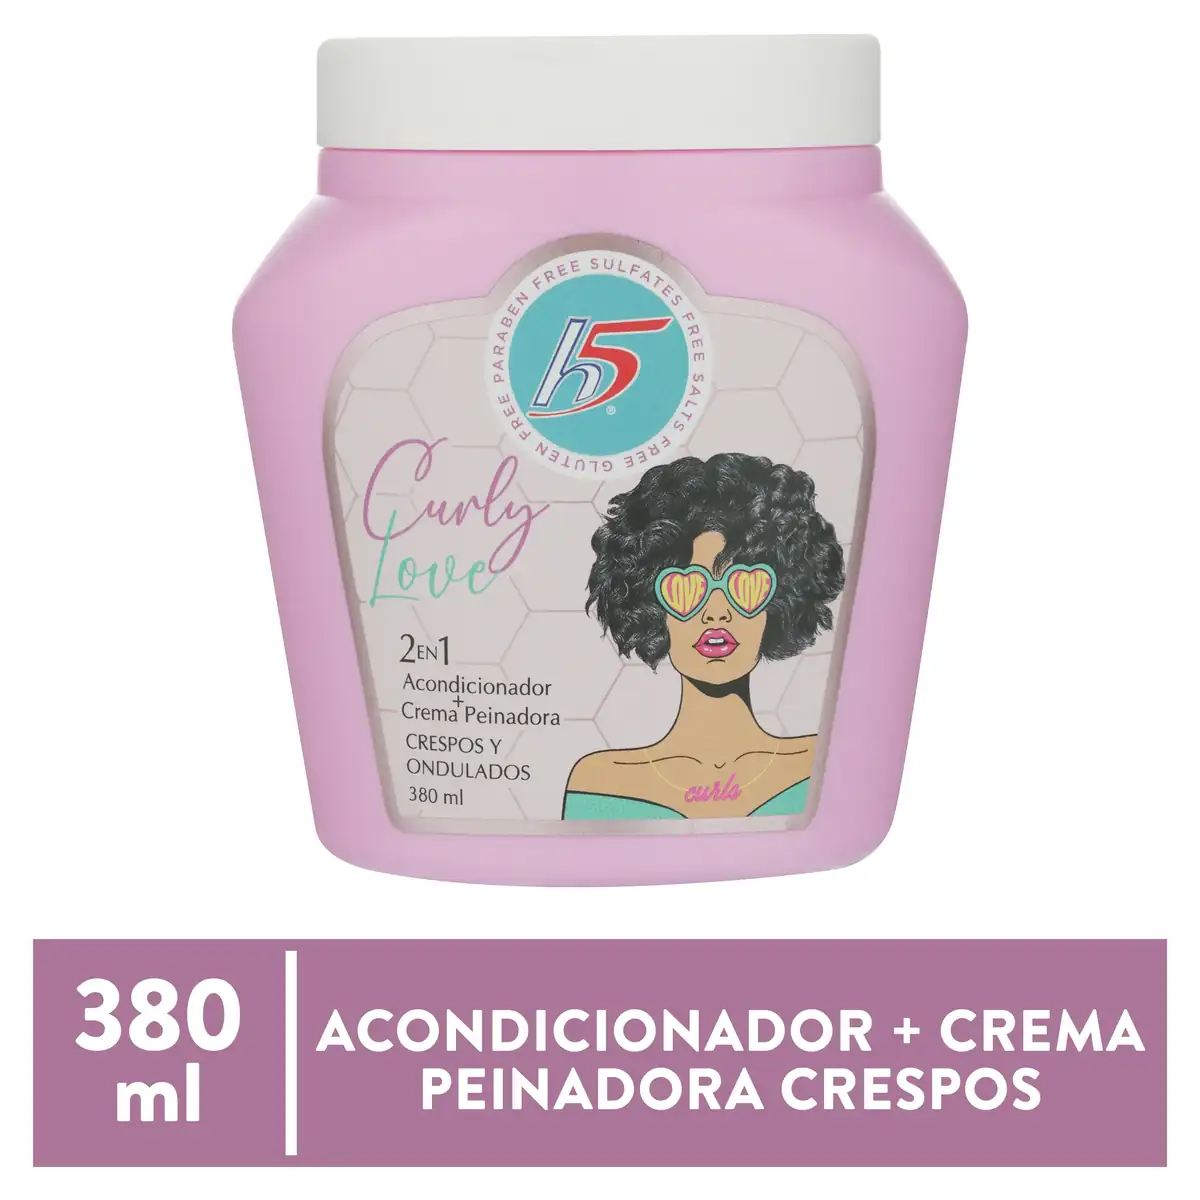 PARABEN FREE SULFATES FREE SALTS FREE GLUTEN FREE
h5®
Curly
Love
LOVE LOVE
2EN1
Acondicionador
+
Crema Peinadora
CRESPOS Y
ONDULADOS
380 ml
curls
380
ml
ACONDICIONADOR + CREMA
PEINADORA CRESPOS